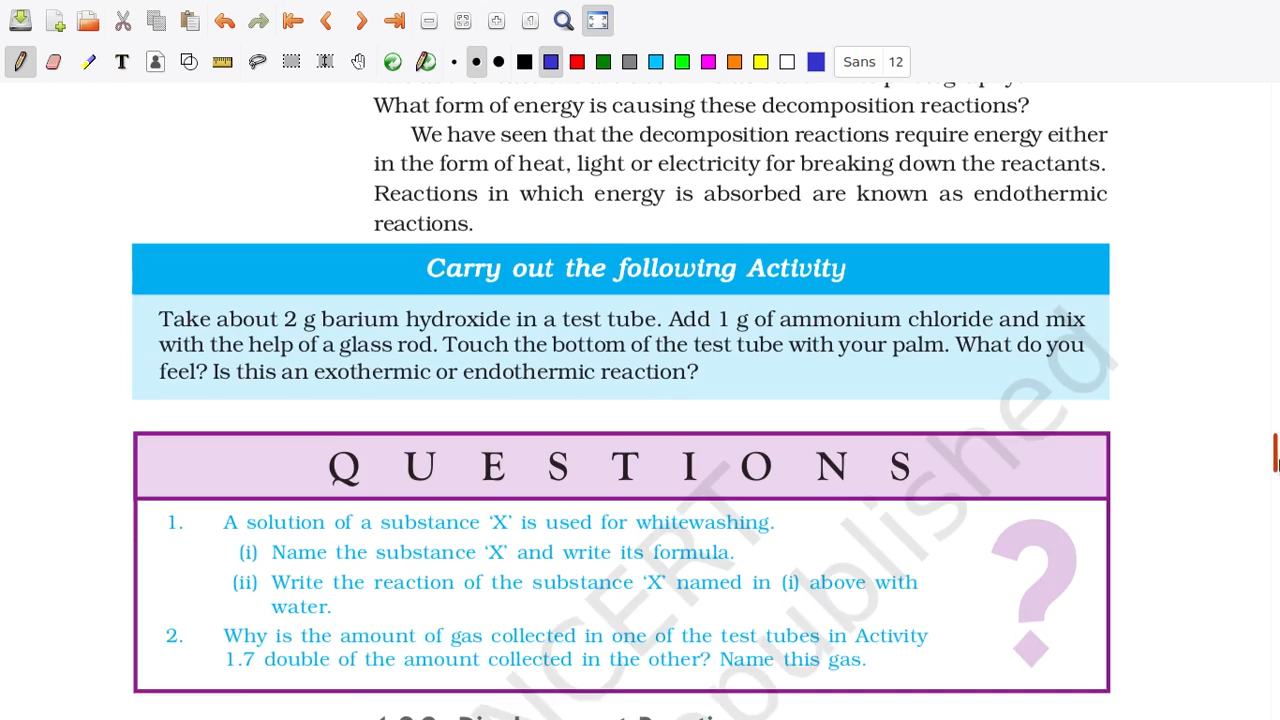 Sans 12
What form of energy is causing these decomposition reactions?
We have seen that the decomposition reactions require energy either
in the form of heat, light or electricity for breaking down the reactants.
Reactions in which energy is absorbed are known as endothermic
reactions.
Carry out the following Activity
Take about 2 g barium hydroxide in a test tube. Add 1 g of ammonium chloride and mix
with the help of a glass rod. Touch the bottom of the test tube with your palm. What do you
feel? Is this an exothermic or endothermic reaction?
QUESTIONS
1. A solution of a substance ‘X’ is used for whitewashing.
(i) Name the substance ‘X’ and write its formula.
(ii) Write the reaction of the substance ‘X’ named in (i) above with
water.
2. Why is the amount of gas collected in one of the test tubes in Activity
1.7 double of the amount collected in the other? Name this gas.
?
NCERT
republished